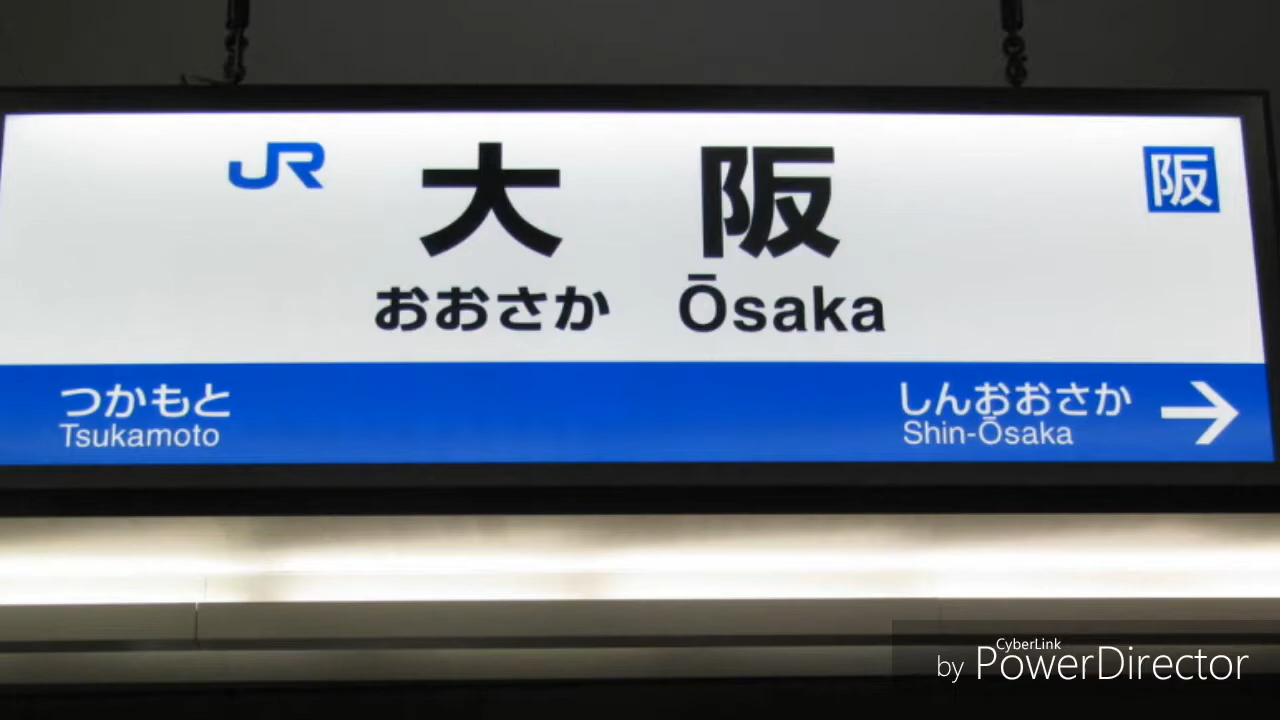 JR 大阪 阪
おおさか Ōsaka
つかもと しんおおさか →
Tsukamoto Shin-Ōsaka
CyberLink
by PowerDirector